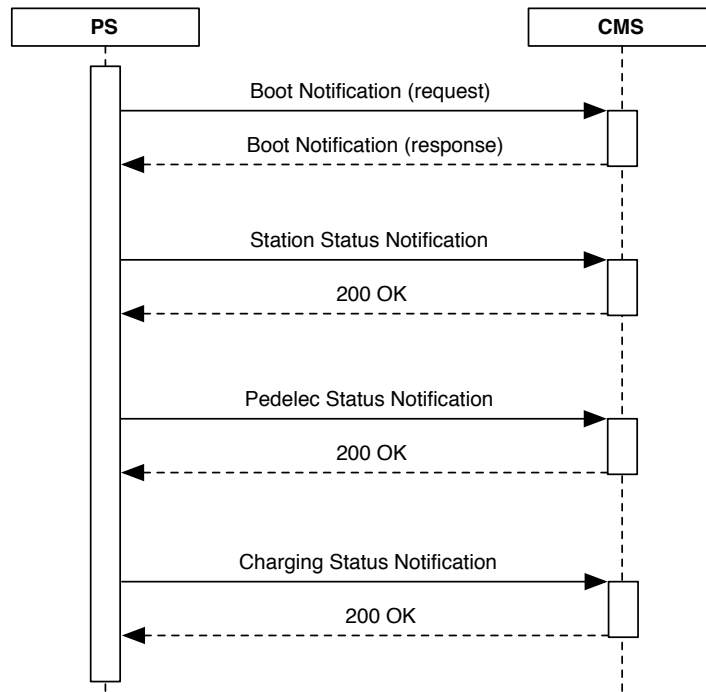 PS
CMS
Boot Notification (request)
Boot Notification (response)
Station Status Notification
200 OK
Pedelec Status Notification
200 OK
Charging Status Notification
200 OK